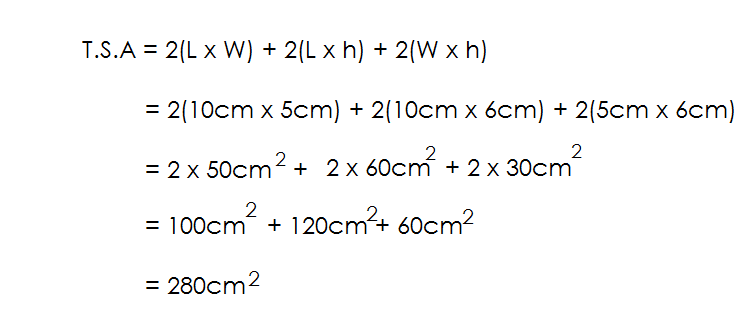 T.S.A = 2(L x W) + 2(L x h) + 2(W x h)
= 2(10cm x 5cm) + 2(10cm x 6cm) + 2(5cm x 6cm)
= 2 x 50cm² + 2 x 60cm² + 2 x 30cm²
= 100cm² + 120cm²+ 60cm²
= 280cm²